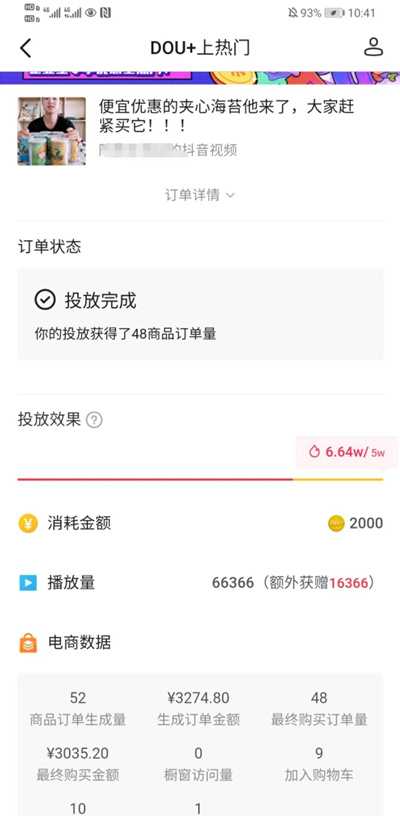 93% 10:41
DOU+上热门
便宜优惠的夹心海苔他来了，大家赶
紧买它！！！
的抖音视频
订单详情
订单状态
投放完成
你的投放获得了48商品订单量
投放效果 ?
6.64w/ 5w
¥ 消耗金额 2000
播放量 66366（额外获赠16366）
电商数据
52 ¥3274.80 48
商品订单生成量 生成订单金额 最终购买订单量
¥3035.20 0 9
最终购买金额 橱窗访问量 加入购物车
10 1